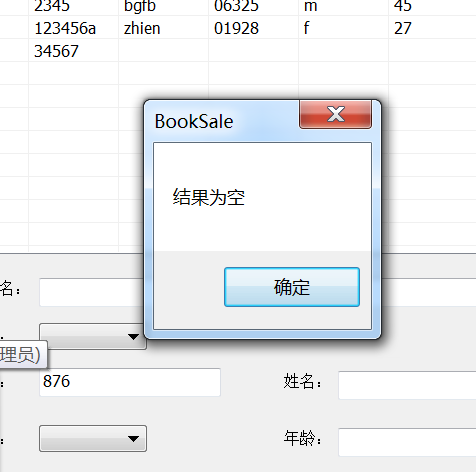 2345 bgfb 06325 m 45
123456a zhien 01928 f 27
34567
BookSale
结果为空
确定
名：
：
理员)
： 876 姓名：
： 年龄：